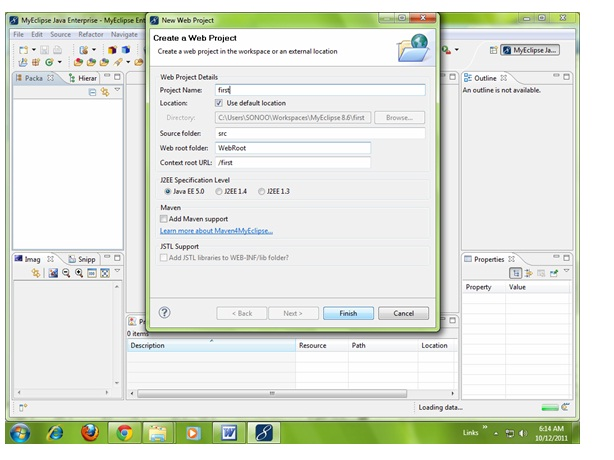 MyEclipse Java Enterprise - MyEclipse Ent
New Web Project
File Edit Source Refactor Navigate
Create a Web Project
Create a web project in the workspace or an external location
MyEclipse Ja...
Packa
Hierar
Outline
An outline is not available.
Web Project Details
Project Name: first
Location: Use default location
Directory: C:\Users\SONOO\Workspaces\MyEclipse 8.6\first Browse...
Source folder: src
Web root folder: WebRoot
Context root URL: /first
J2EE Specification Level
Java EE 5.0 J2EE 1.4 J2EE 1.3
Maven
Add Maven support
Learn more about Maven4MyEclipse...
JSTL Support
Add JSTL libraries to WEB-INF/lib folder?
Imag
Snipp
Properties
Property Value
< Back Next > Finish Cancel
0 items
Description Resource Path Location
Loading data...
Links
6:14 AM
10/12/2011